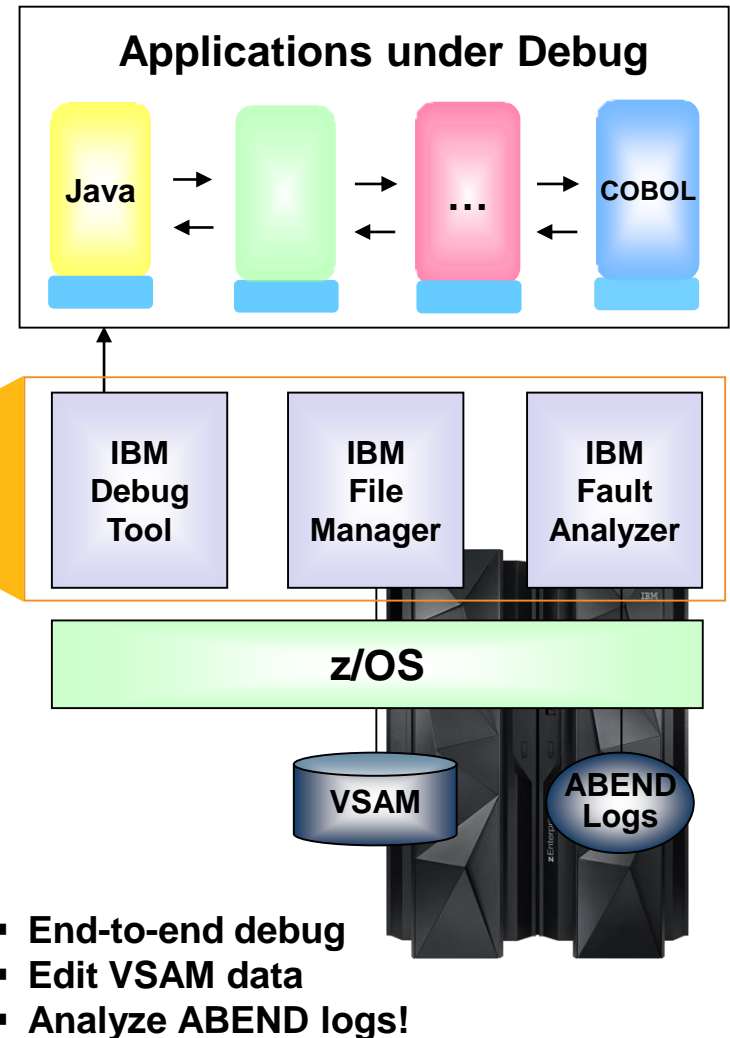 Applications under Debug
Java
...
COBOL
IBM
Debug
Tool
IBM
File
Manager
IBM
Fault
Analyzer
IBM
z/OS
VSAM
ABEND
Logs
▪ End-to-end debug
▪ Edit VSAM data
▪ Analyze ABEND logs!